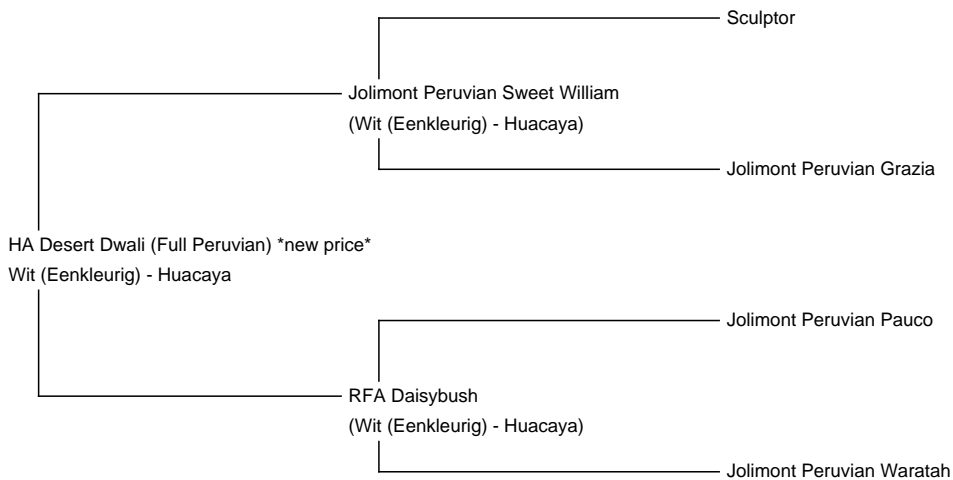 Sculptor
Jolimont Peruvian Sweet William
(Wit (Eenkleurig) - Huacaya)
Jolimont Peruvian Grazia
HA Desert Dwali (Full Peruvian) *new price*
Wit (Eenkleurig) - Huacaya
Jolimont Peruvian Pauco
RFA Daisybush
(Wit (Eenkleurig) - Huacaya)
Jolimont Peruvian Waratah